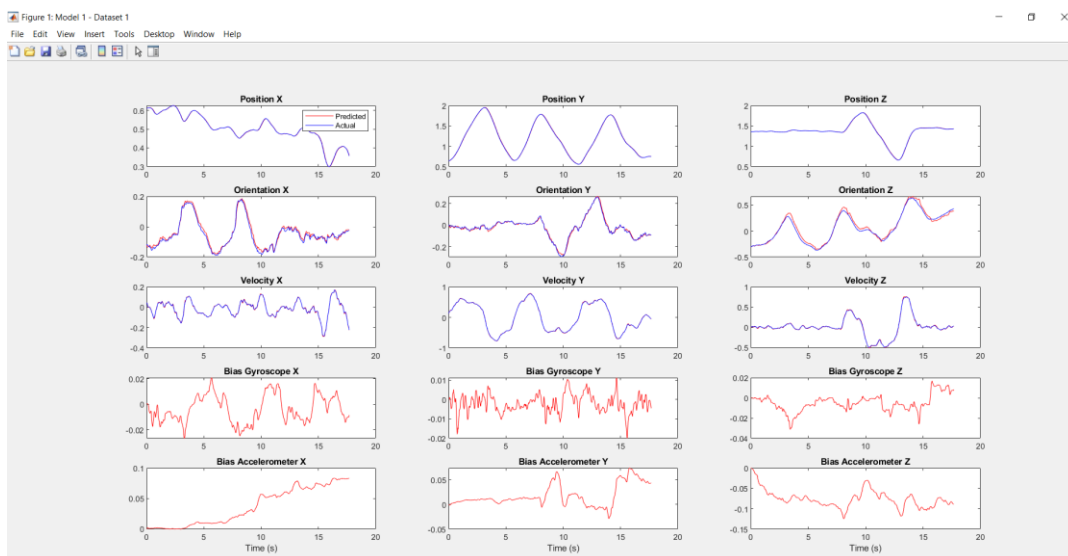 Figure 1: Model 1 - Dataset 1
File Edit View Insert Tools Desktop Window Help
Position X Position Y Position Z
0.6
0.5
0.4
0.3
0 5 10 15 20
Predicted
Actual
2
1.5
1
0.5
0 5 10 15 20
2
1.5
1
0.5
0 5 10 15 20
Orientation X Orientation Y Orientation Z
0.2
0
-0.2
0 5 10 15 20
0.2
0
-0.2
0 5 10 15 20
0.5
0
-0.5
0 5 10 15 20
Velocity X Velocity Y Velocity Z
0.2
0
-0.2
-0.4
0 5 10 15 20
1
0
-1
0 5 10 15 20
1
0.5
0
-0.5
0 5 10 15 20
Bias Gyroscope X Bias Gyroscope Y Bias Gyroscope Z
0.02
0
-0.02
0 5 10 15 20
0.01
0
-0.01
-0.02
0 5 10 15 20
0.02
0
-0.02
-0.04
0 5 10 15 20
Bias Accelerometer X Bias Accelerometer Y Bias Accelerometer Z
0.1
0.05
0
0 5 10 15 20
Time (s)
0.05
0
-0.05
0 5 10 15 20
Time (s)
0
-0.05
-0.1
-0.15
0 5 10 15 20
Time (s)